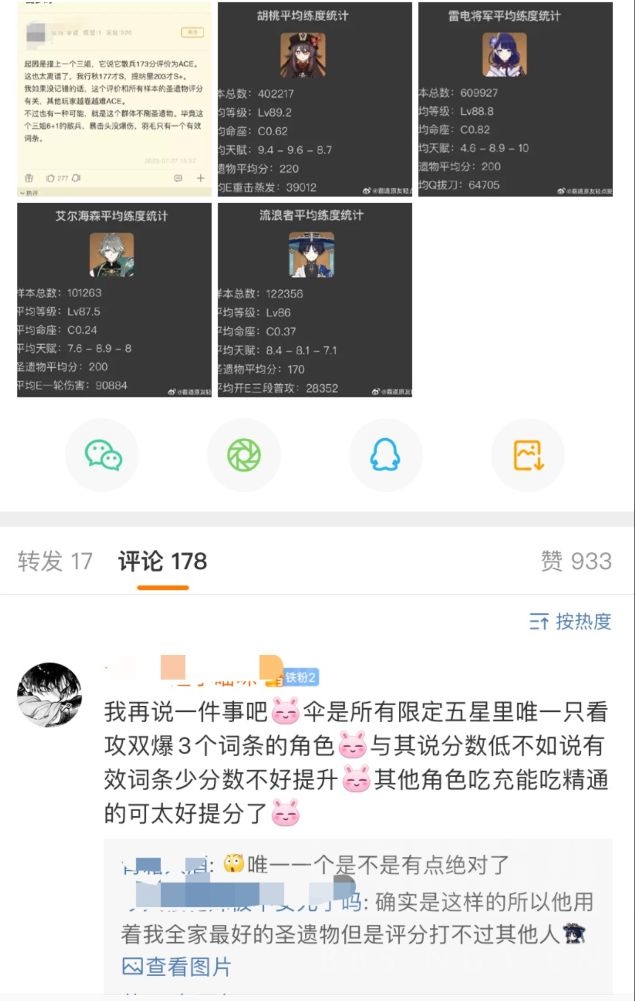 起因是撞上一个三姐，它说它散兵173分评价为ACE。
这也太离谱了，我行秋177才S，提纳里203才S+。
我如果没记错的话，这个评价和所有样本的圣遗物评分
有关，其他玩家越卷越难ACE。
不过也有一种可能，就是这个群体不刷圣遗物。毕竟这
个三姐6+1的散兵，暴击头没爆伤，羽毛只有一个有效
词条。
277
胡桃平均练度统计
本总数：402217
均等级：Lv89.2
均命座：C0.62
均天赋：9.4 – 9.6 – 8.7
遗物平均分：220
均E重击蒸发：39012
雷电将军平均练度统计
本总数：609927
均等级：Lv88.8
均命座：C0.82
均天赋：4.6 – 8.9 – 10
遗物平均分：200
均Q拔刀：64705
艾尔海森平均练度统计
样本总数：101263
平均等级：Lv87.5
平均命座：C0.24
平均天赋：7.6 – 8.9 – 8
圣遗物平均分：200
平均E一轮伤害：90884
流浪者平均练度统计
样本总数：122356
平均等级：Lv86
平均命座：C0.37
平均天赋：8.4 – 8.1 – 7.1
圣遗物平均分：170
平均开E三段普攻：28352
转发 17 评论 178 赞 933
按热度
铁粉2
我再说一件事吧伞是所有限定五星里唯一只看
攻双爆3个词条的角色与其说分数低不如说有
效词条少分数不好提升其他角色吃充能吃精通
的可太好提分了
唯一一个是不是有点绝对了
吗: 确实是这样的所以他用
着我全家最好的圣遗物但是评分打不过其他人
查看图片